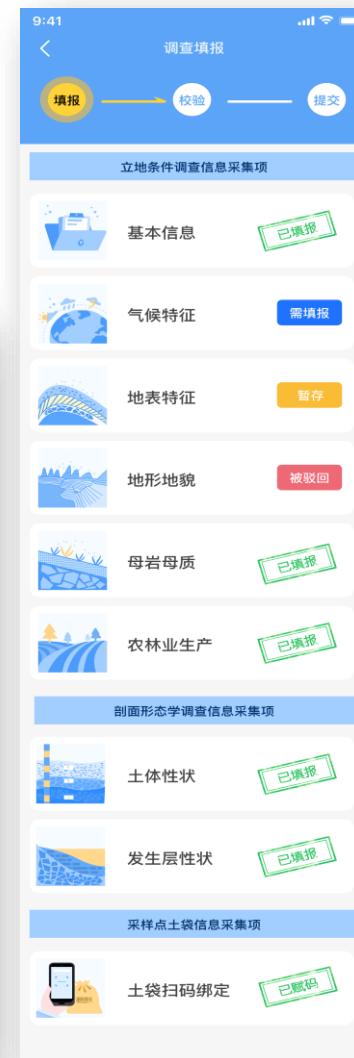 9:41
调查填报
填报
校验
提交
立地条件调查信息采集项
基本信息
已填报
气候特征
需填报
地表特征
暂存
地形地貌
被驳回
母岩母质
已填报
农林业生产
已填报
剖面形态学调查信息采集项
土体性状
已填报
发生层性状
已填报
采样点土袋信息采集项
土袋扫码绑定
已赋码